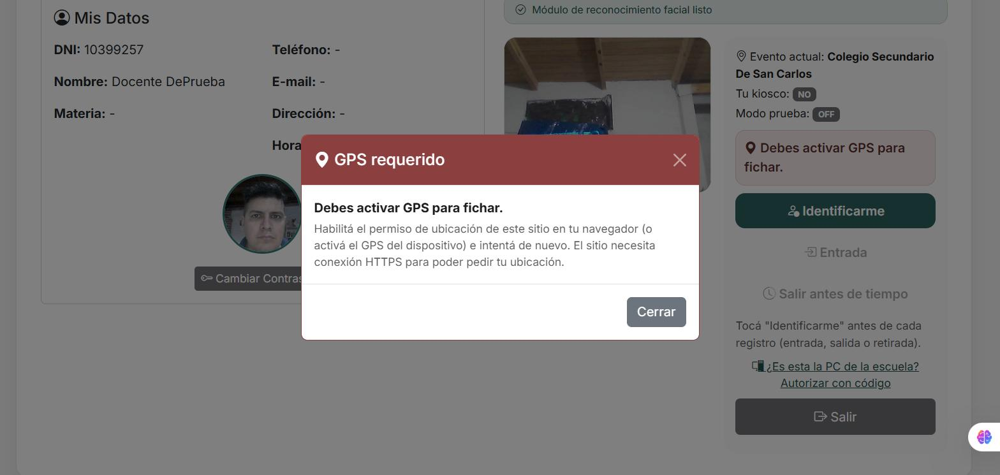 Mis Datos
DNI: 10399257
Teléfono: -
Nombre: Docente DePrueba
E-mail: -
Materia: -
Dirección: -
Hora
Cambiar Contras
Módulo de reconocimiento facial listo
Evento actual: Colegio Secundario
De San Carlos
Tu kiosco: NO
Modo prueba: OFF
Debes activar GPS para
fichar.
Identificarme
Entrada
Salir antes de tiempo
Tocá "Identificarme" antes de cada
registro (entrada, salida o retirada).
¿Es esta la PC de la escuela?
Autorizar con código
Salir
GPS requerido
Debes activar GPS para fichar.
Habilitá el permiso de ubicación de este sitio en tu navegador (o
activá el GPS del dispositivo) e intentá de nuevo. El sitio necesita
conexión HTTPS para poder pedir tu ubicación.
Cerrar